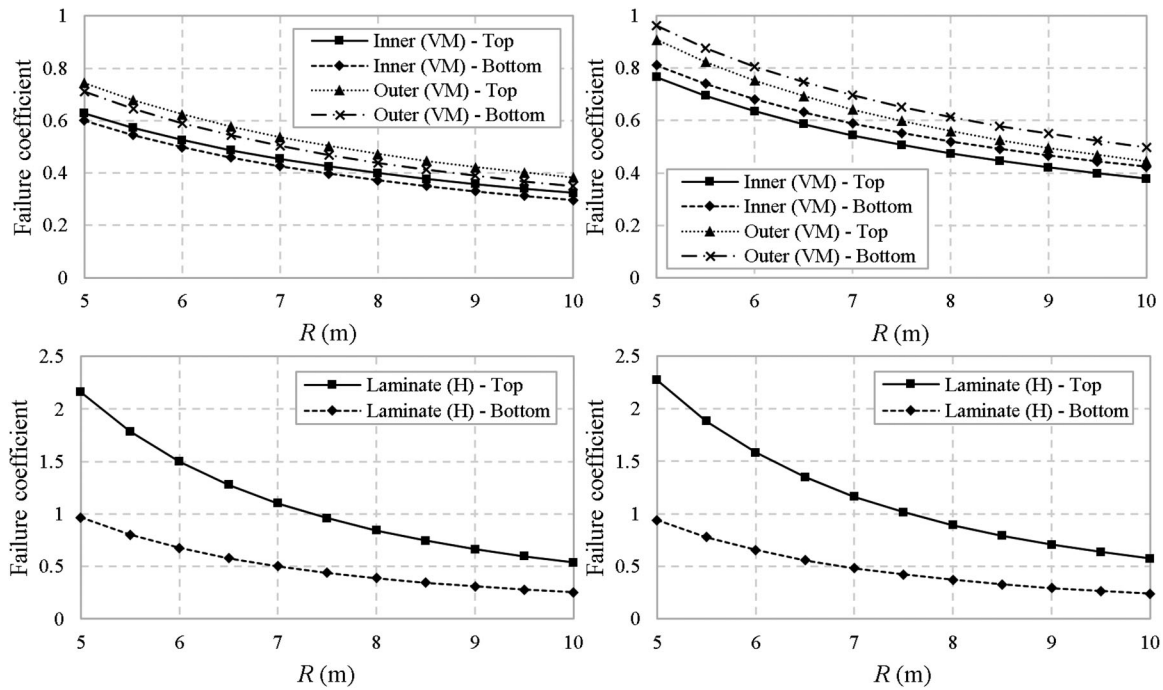 Failure coefficient
1
0.8
0.6
0.4
0.2
0
Inner (VM) - Top
Inner (VM) - Bottom
Outer (VM) - Top
Outer (VM) - Bottom
5 6 7 8 9 10
R (m)
Failure coefficient
1
0.8
0.6
0.4
0.2
0
Inner (VM) - Top
Inner (VM) - Bottom
Outer (VM) - Top
Outer (VM) - Bottom
5 6 7 8 9 10
R (m)
Failure coefficient
2.5
2
1.5
1
0.5
0
Laminate (H) - Top
Laminate (H) - Bottom
5 6 7 8 9 10
R (m)
Failure coefficient
2.5
2
1.5
1
0.5
0
Laminate (H) - Top
Laminate (H) - Bottom
5 6 7 8 9 10
R (m)